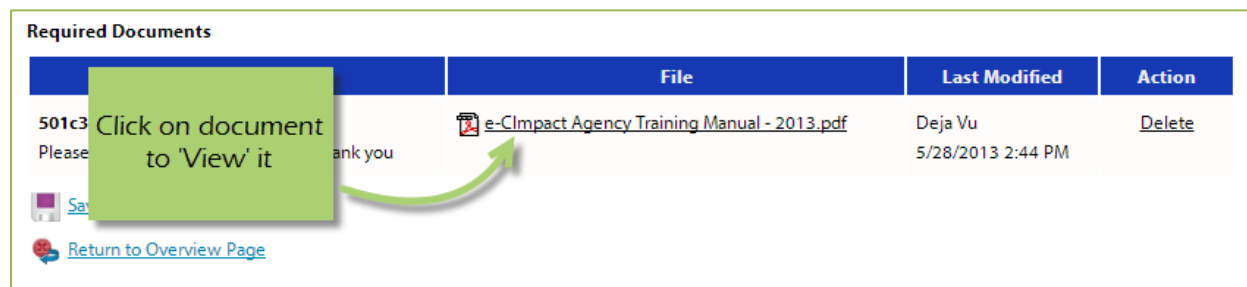 Required Documents
File Last Modified Action
501c3 e-CImpact Agency Training Manual - 2013.pdf Deja Vu Delete
Please ank you 5/28/2013 2:44 PM
Click on document
to 'View' it
Sa
Return to Overview Page